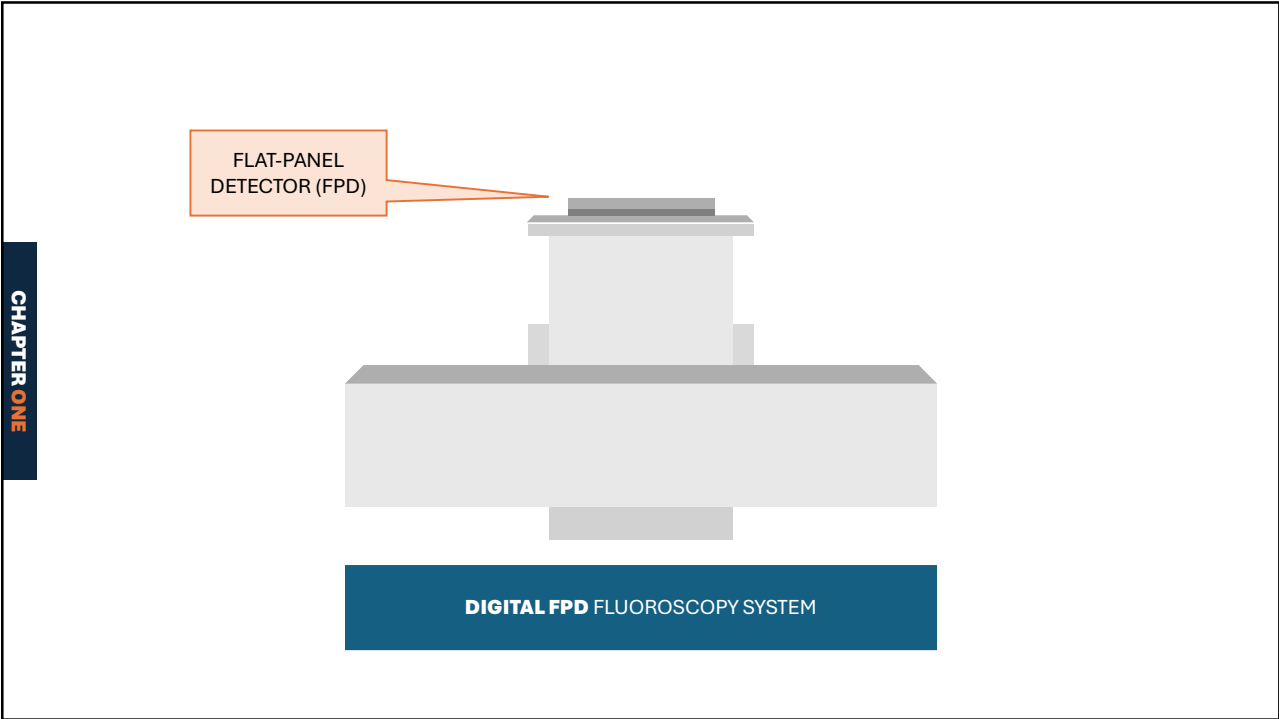 FLAT-PANEL
DETECTOR (FPD)
CHAPTER ONE
DIGITAL FPD FLUOROSCOPY SYSTEM